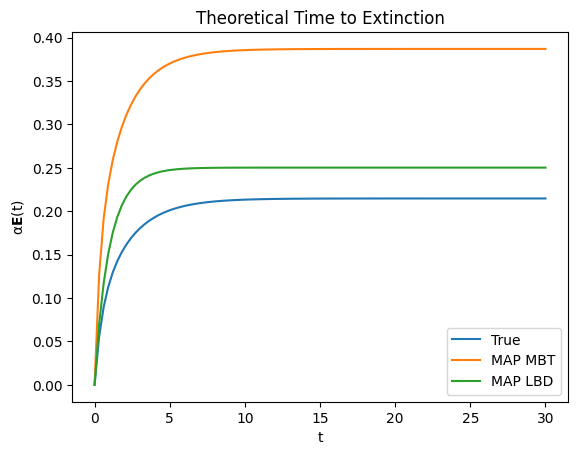 Theoretical Time to Extinction
αE(t)
0.40
0.35
0.30
0.25
0.20
0.15
0.10
0.05
0.00
0 5 10 15 20 25 30
t
True
MAP MBT
MAP LBD